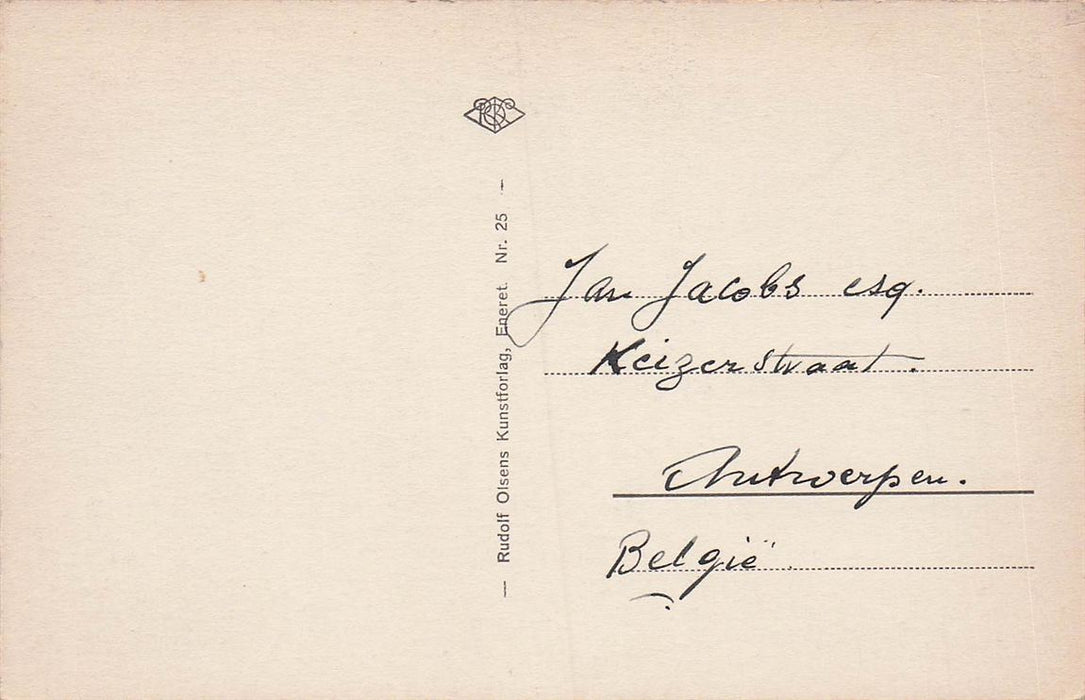 — Rudolf Olsens Kunstforlag, Eneret. Nr. 25 —
Jan Jacobs esq.
Keizerstraat.
Antwerpen.
België.